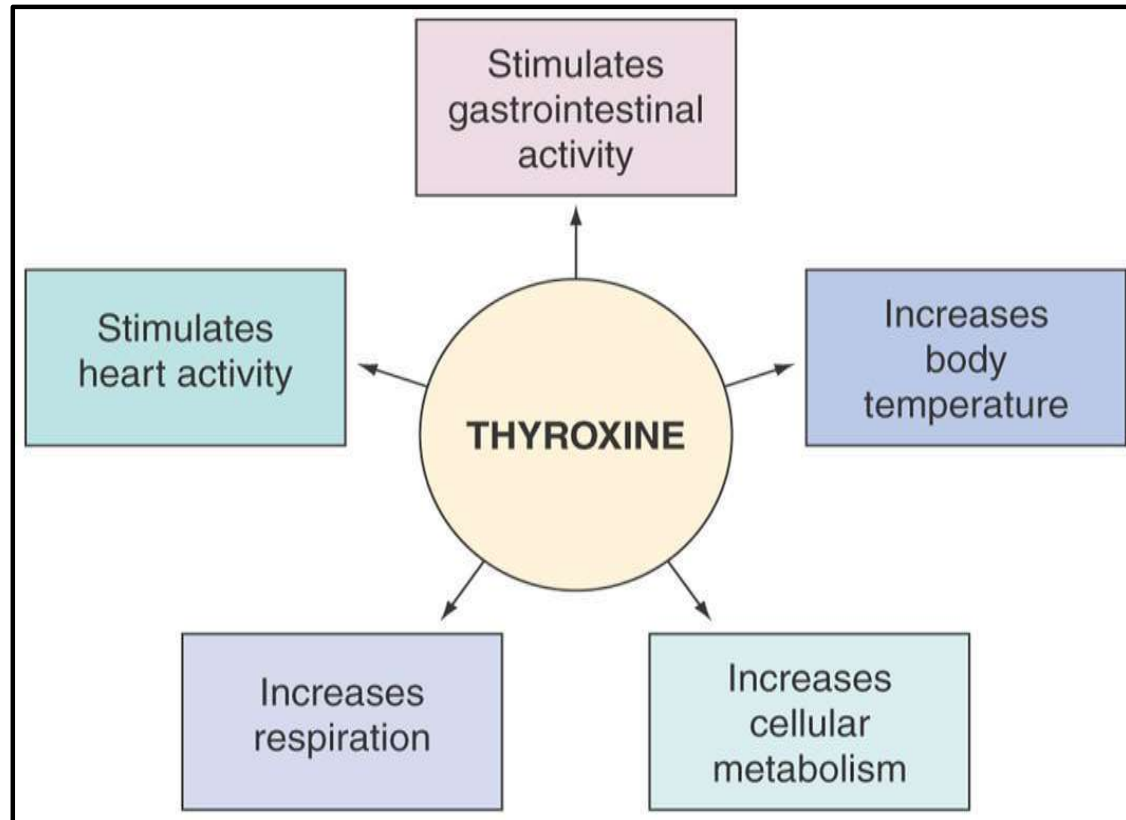 Stimulates
gastrointestinal
activity
Stimulates
heart activity
THYROXINE
Increases
body
temperature
Increases
respiration
Increases
cellular
metabolism